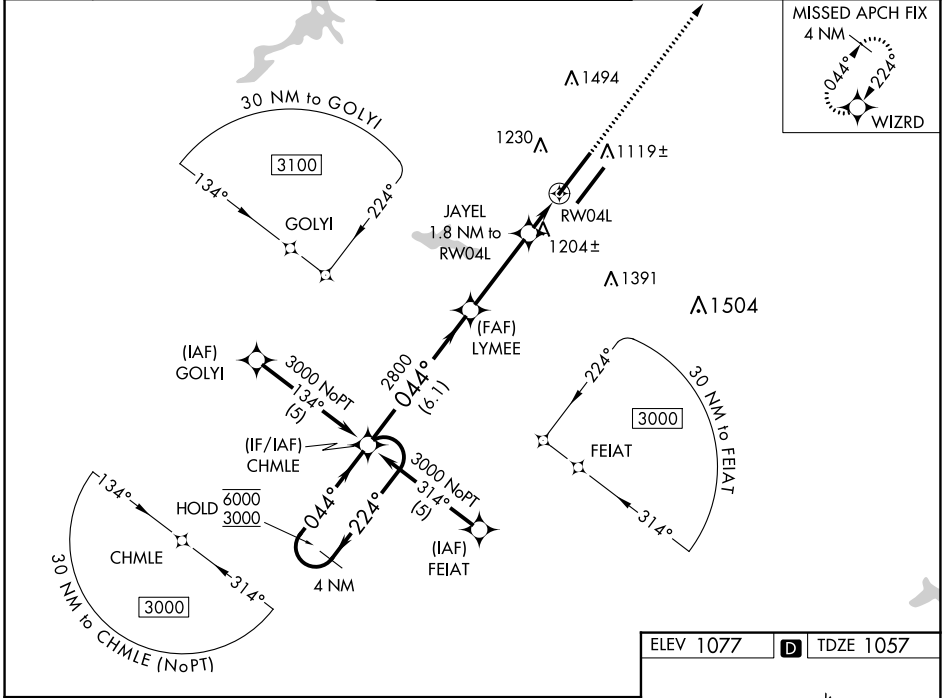 MISSED APCH FIX
4 NM
044°
224°
WIZRD
30 NM to GOLYI
3100
134°
224°
GOLYI
1494
1230
1119±
JAYEL
1.8 NM to
RW04L
RW04L
1204±
1391
1504
(FAF)
LYMEE
(IAF)
GOLYI
3000 NoPT
134°
(5)
2800
044°
(6.1)
(IF/IAF)
CHMLE
HOLD
6000
3000
044°
224°
4 NM
3000 NoPT
314°
(5)
(IAF)
FEIAT
224°
30 NM to FEIAT
3000
FEIAT
314°
134°
CHMLE
314°
3000
30 NM to CHMLE (NoPT)
ELEV 1077
D
TDZE 1057